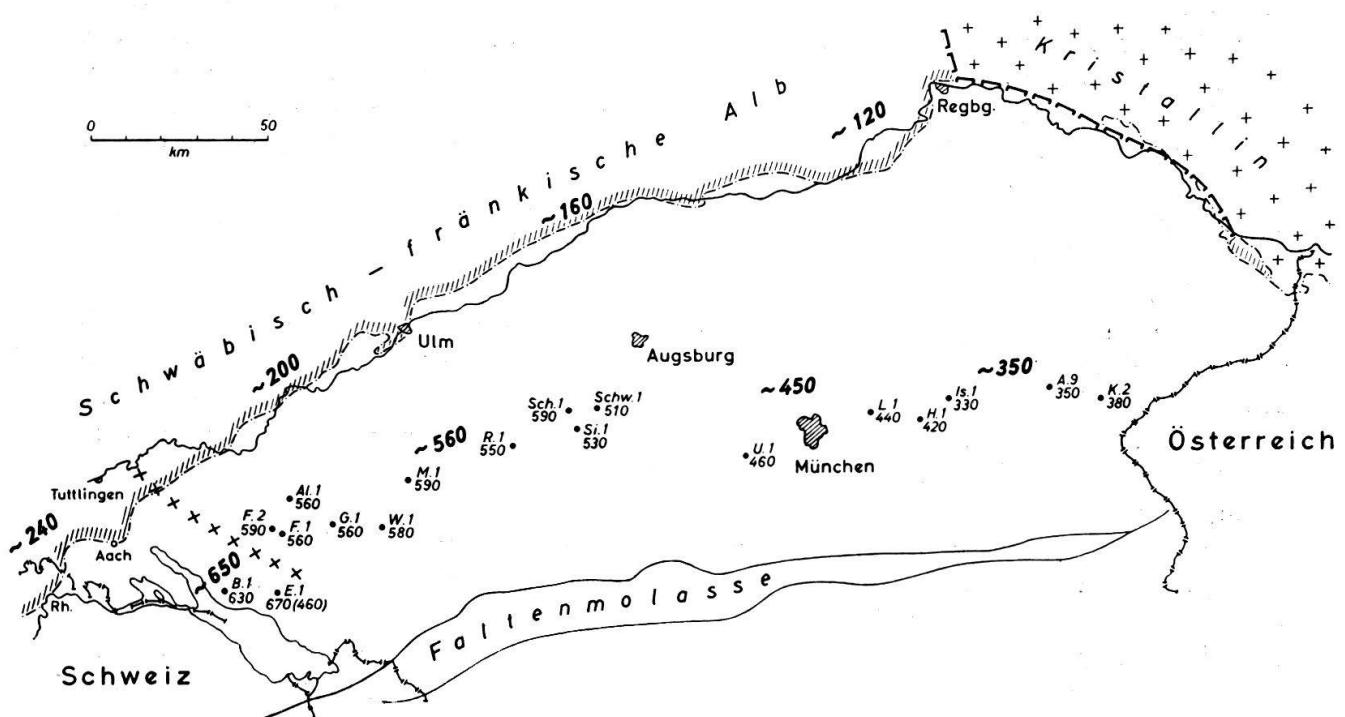 Kristallin
Schwäbisch – fränkische Alb
0 50
km
~ 120
Regbg.
~ 160
Ulm
~ 200
Augsburg
~ 450
München
~ 350
A.9
350
K.2
380
Is.1
330
L.1
440
H.1
420
U.1
460
Österreich
Sch.1
590
Schw.1
510
Si.1
530
R.1
550
~ 560
M.1
590
Al.1
560
F.2
590
F.1
560
G.1
560
W.1
580
Tuttlingen
~ 240
Aach
~ 650
B.1
630
E.1
670(460)
Rh.
Faltenmolasse
Schweiz